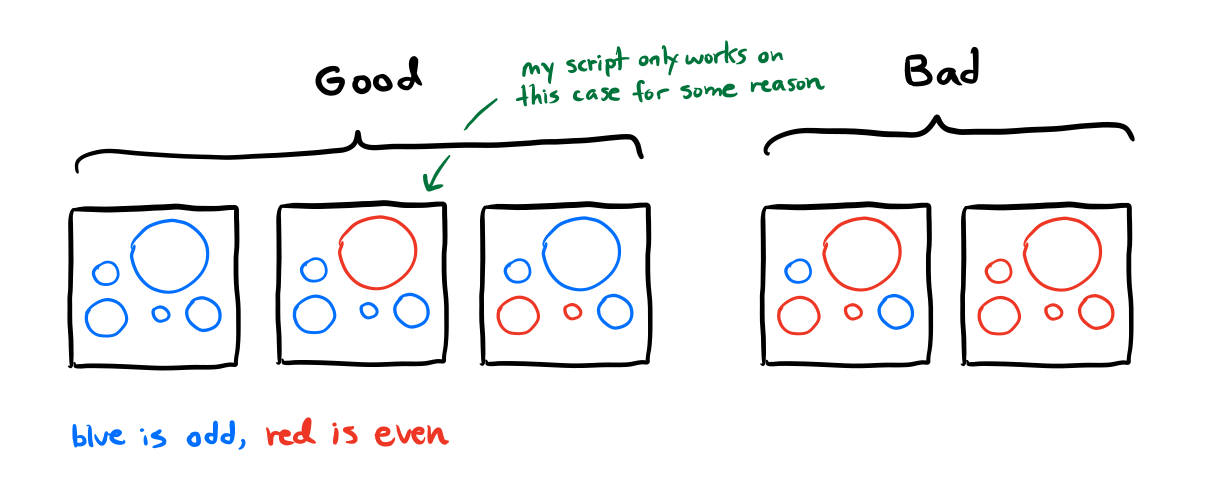 Good
my script only works on
this case for some reason
Bad
blue is odd, red is even